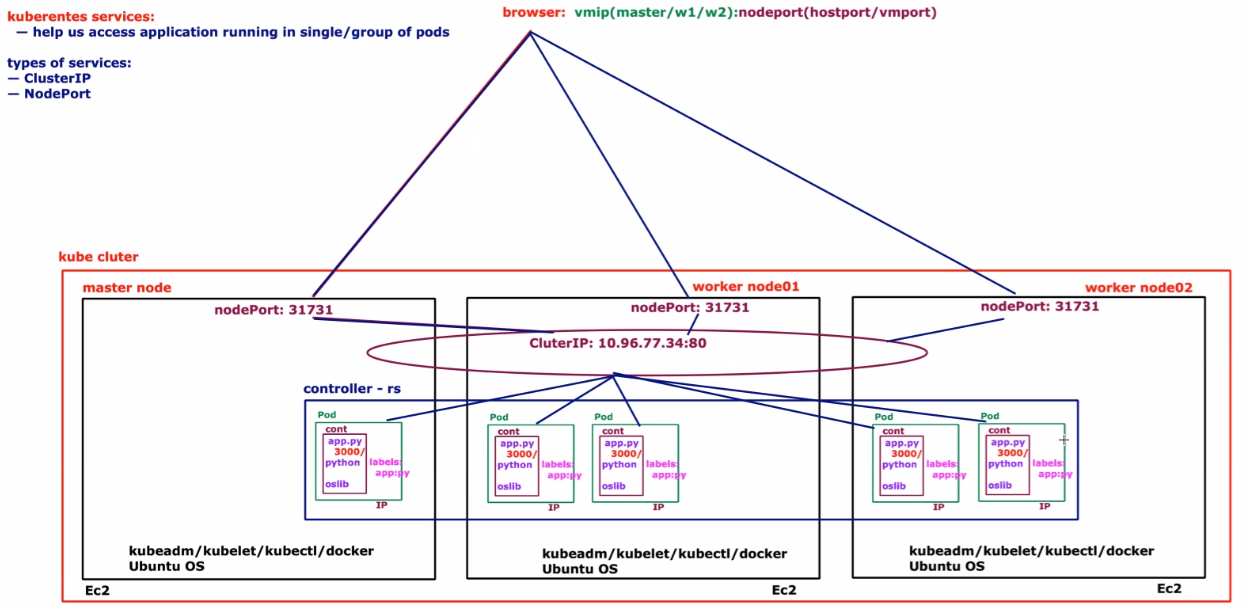 kuberentes services:
— help us access application running in single/group of pods
types of services:
— ClusterIP
— NodePort
browser: vmip(master/w1/w2):nodeport(hostport/vmport)
kube cluter
master node
nodePort: 31731
worker node01
nodePort: 31731
worker node02
nodePort: 31731
CluterIP: 10.96.77.34:80
controller - rs
Pod
cont
app.py
3000/
python
oslib
labels:
app:py
IP
Pod
cont
app.py
3000/
python
oslib
labels:
app:py
IP
Pod
cont
app.py
3000/
python
oslib
labels:
app:py
IP
Pod
cont
app.py
3000/
python
oslib
labels:
app:py
IP
Pod
cont
app.py
3000/
python
oslib
labels:
app:py
IP
kubeadm/kubelet/kubectl/docker
Ubuntu OS
Ec2
kubeadm/kubelet/kubectl/docker
Ubuntu OS
Ec2
kubeadm/kubelet/kubectl/docker
Ubuntu OS
Ec2